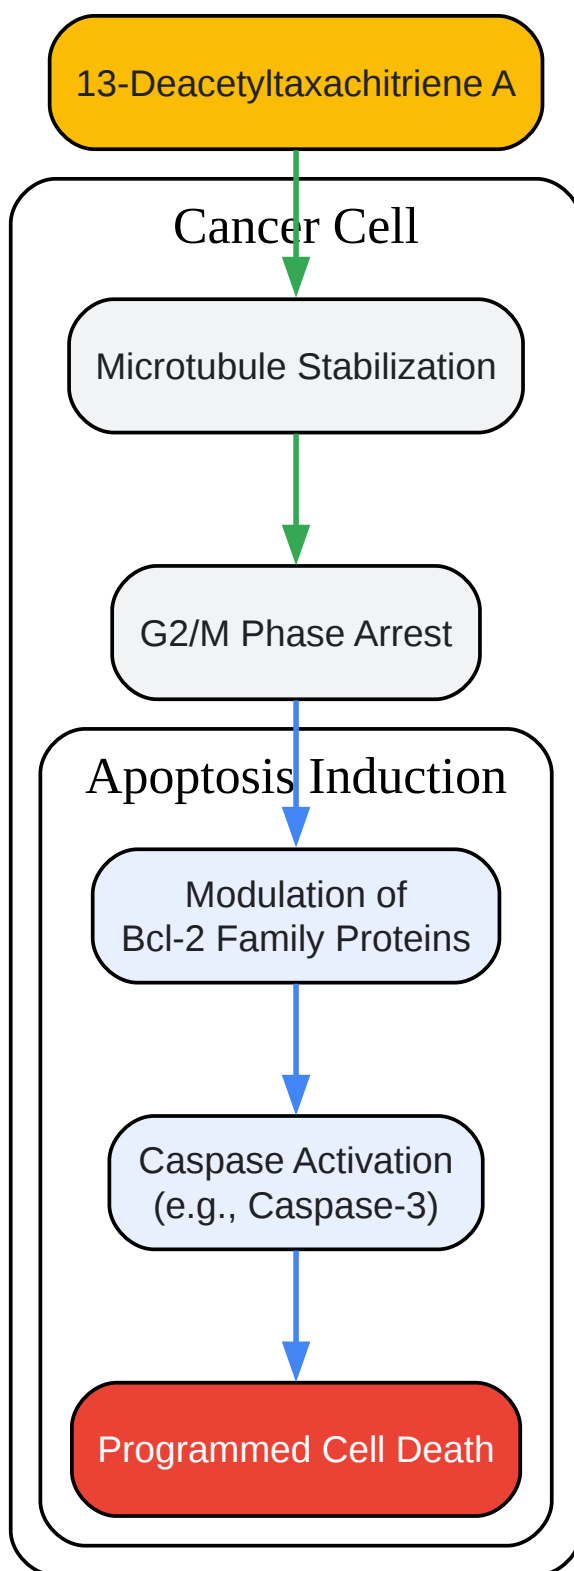 13-Deacetyltaxachitriene A
Cancer Cell
Microtubule Stabilization
G2/M Phase Arrest
Apoptosis Induction
Modulation of
Bcl-2 Family Proteins
Caspase Activation
(e.g., Caspase-3)
Programmed Cell Death